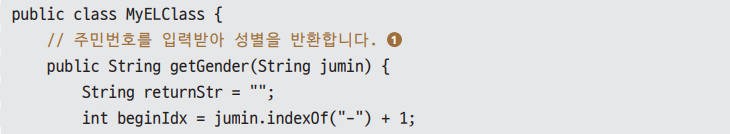 public class MyELClass {
// 주민번호를 입력받아 성별을 반환합니다. ❶
public String getGender(String jumin) {
String returnStr = "";
int beginIdx = jumin.indexOf("-") + 1;